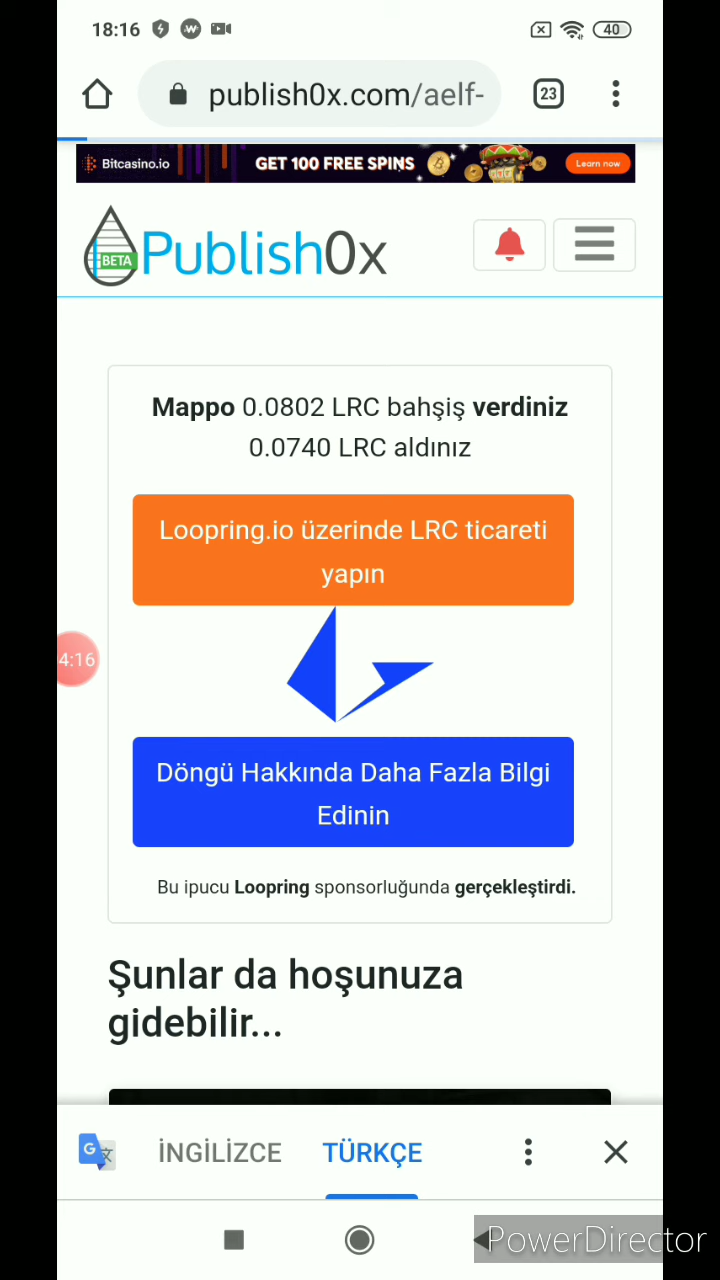 18:16
40
publish0x.com/aelf-
23
Bitcasino.io GET 100 FREE SPINS Learn now
BETA Publish0x
Mappo 0.0802 LRC bahşiş verdiniz
0.0740 LRC aldınız
Loopring.io üzerinde LRC ticareti
yapın
4:16
Döngü Hakkında Daha Fazla Bilgi
Edinin
Bu ipucu Loopring sponsorluğunda gerçekleştirdi.
Şunlar da hoşunuza
gidebilir...
İNGİLİZCE TÜRKÇE
PowerDirector